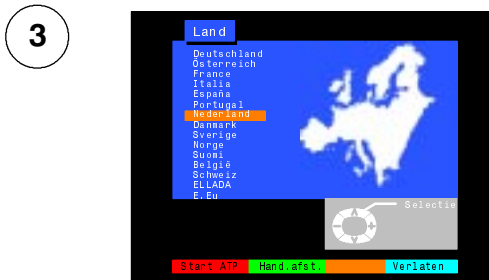 3
Land
Deutschland
Österreich
France
Italia
España
Portugal
Nederland
Danmark
Sverige
Norge
Suomi
België
Schweiz
ELLADA
E.Eu
Selectie
Start ATP Hand.afst. Verlaten